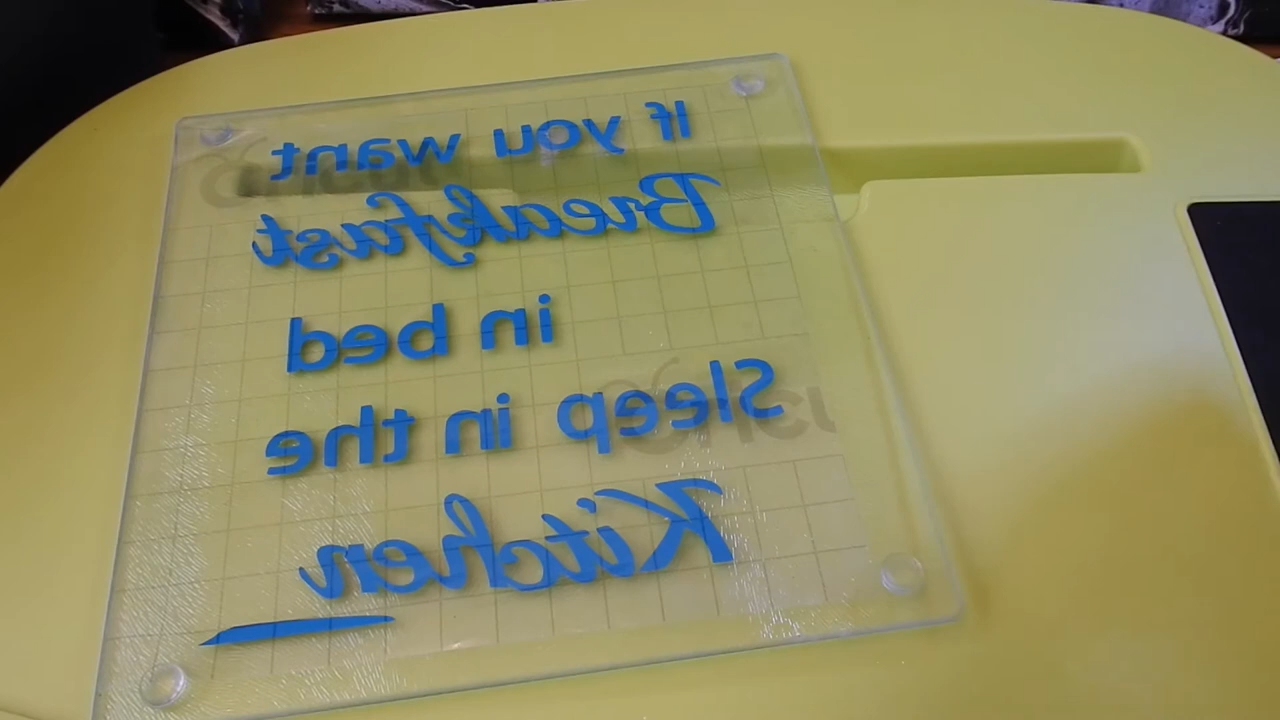 If you want
Breakfast
in bed
Sleep in the
Kitchen